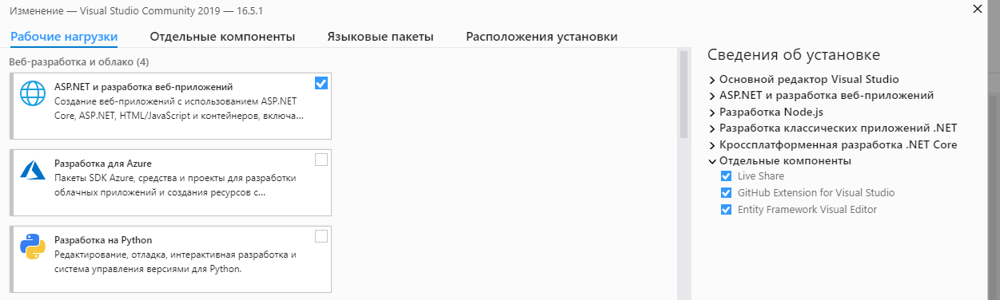 Изменение — Visual Studio Community 2019 — 16.5.1
Рабочие нагрузки
Отдельные компоненты
Языковые пакеты
Расположения установки
Веб-разработка и облако (4)
ASP.NET и разработка веб-приложений
Создание веб-приложений с использованием ASP.NET
Core, ASP.NET, HTML/JavaScript и контейнеров, включа...
Разработка для Azure
Пакеты SDK Azure, средства и проекты для разработки
облачных приложений и создания ресурсов с...
Разработка на Python
Редактирование, отладка, интерактивная разработка и
система управления версиями для Python.
Сведения об установке
Основной редактор Visual Studio
ASP.NET и разработка веб-приложений
Разработка Node.js
Разработка классических приложений .NET
Кроссплатформенная разработка .NET Core
Отдельные компоненты
Live Share
GitHub Extension for Visual Studio
Entity Framework Visual Editor